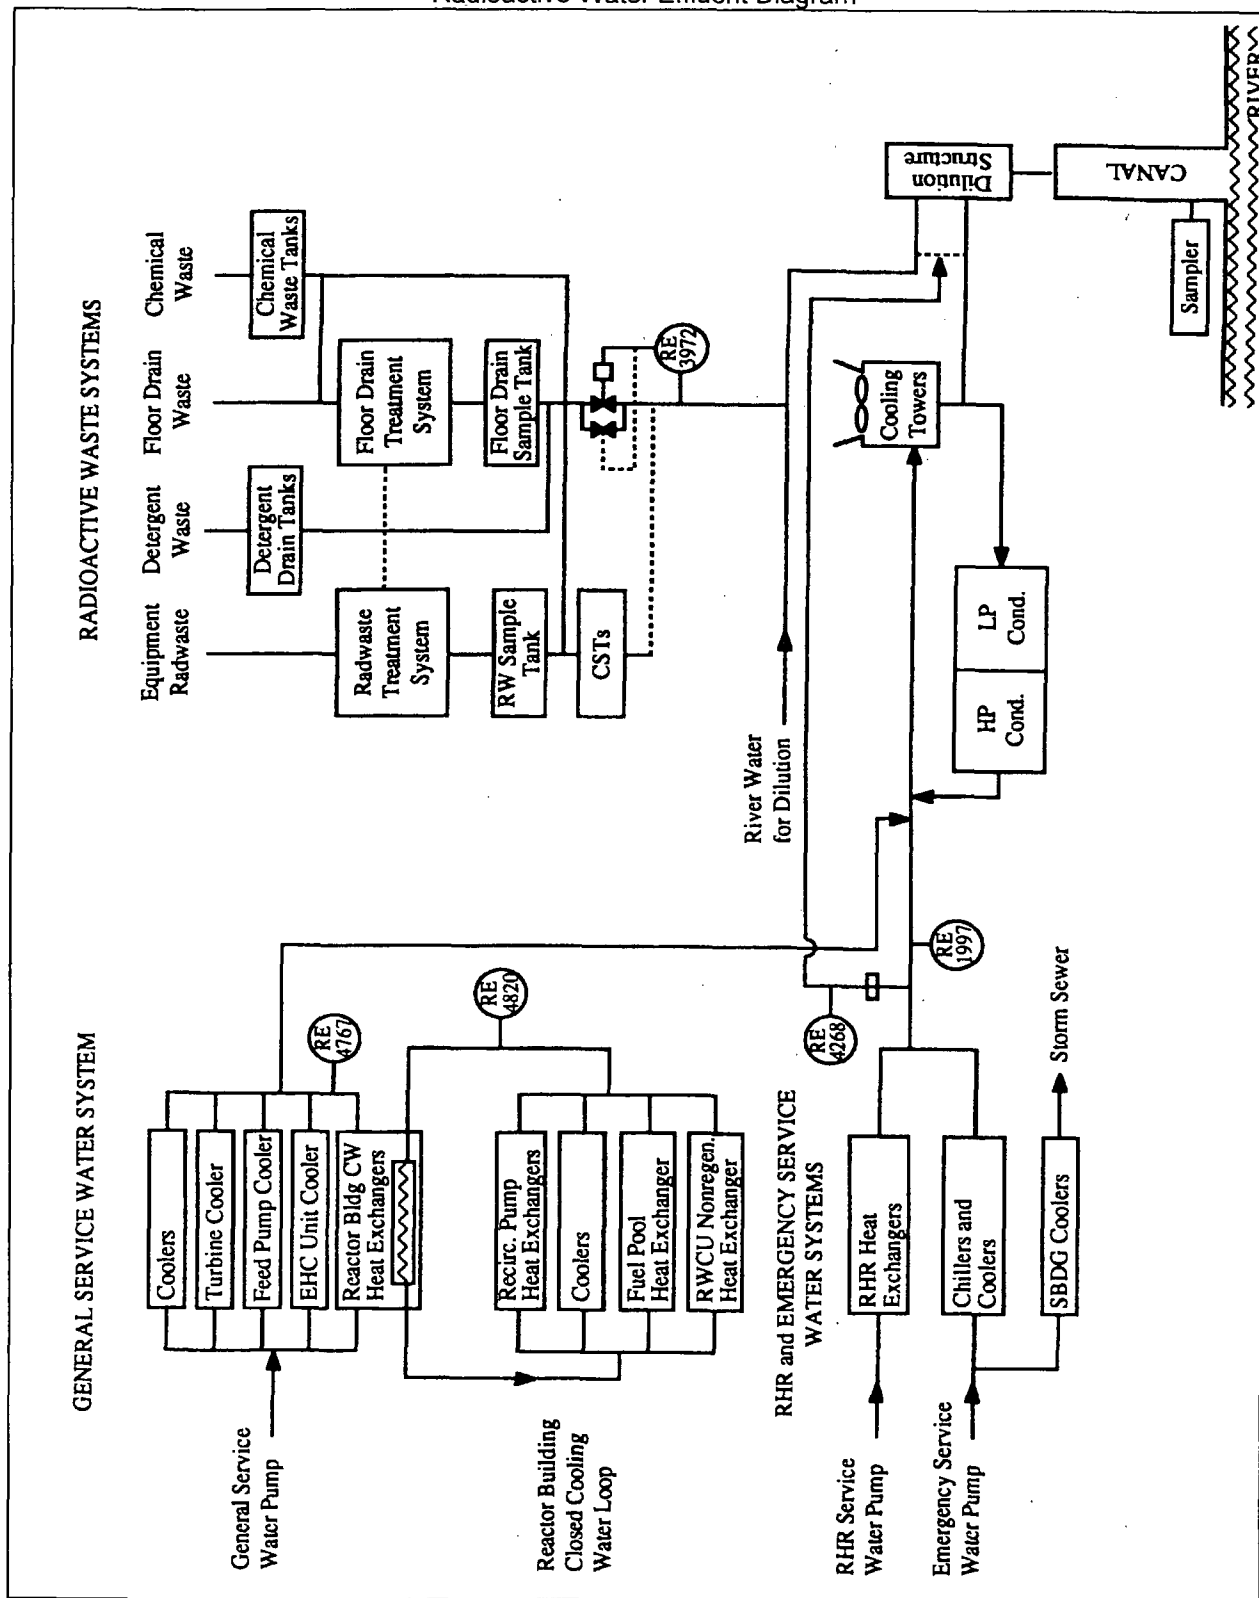 Radioactive Water Effluent Diagram
GENERAL SERVICE WATER SYSTEM
General Service
Water Pump
Coolers
Turbine Cooler
Feed Pump Cooler
EHC Unit Cooler
Reactor Bldg CW
Heat Exchangers
RE
4767
RE
4820
Reactor Building
Closed Cooling
Water Loop
Recirc. Pump
Heat Exchangers
Coolers
Fuel Pool
Heat Exchanger
RWCU Nonregen.
Heat Exchanger
RHR and EMERGENCY SERVICE
WATER SYSTEMS
RHR Service
Water Pump
RHR Heat
Exchangers
Emergency Service
Water Pump
Chillers and
Coolers
SBDG Coolers
Storm Sewer
RE
4268
RE
1997
RADIOACTIVE WASTE SYSTEMS
Equipment
Radwaste
Detergent
Waste
Floor Drain
Waste
Chemical
Waste
Detergent
Drain Tanks
Chemical
Waste Tanks
Radwaste
Treatment
System
Floor Drain
Treatment
System
RW Sample
Tank
Floor Drain
Sample Tank
CSTs
RE
3972
River Water
for Dilution
HP
Cond.
LP
Cond.
Cooling
Towers
Dilution
Structure
CANAL
Sampler
RIVER